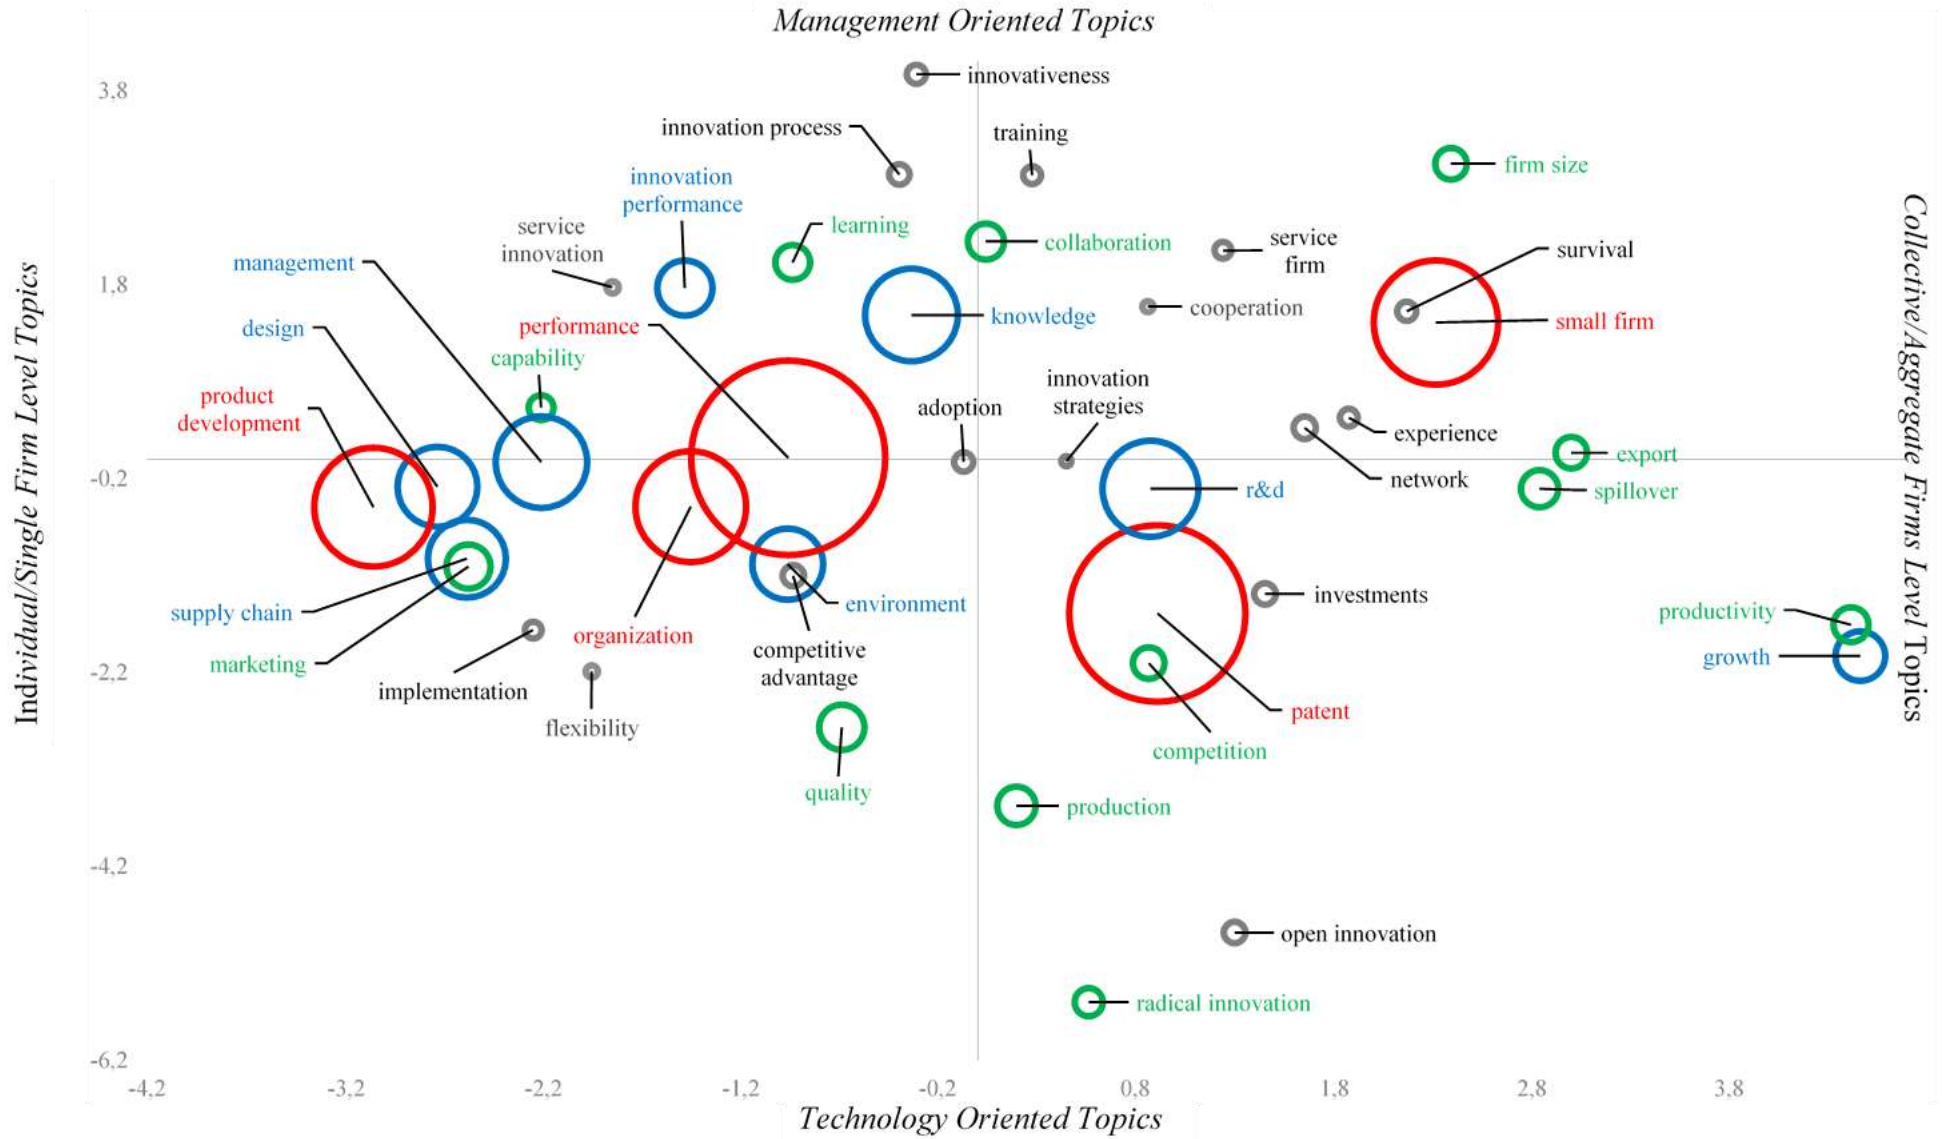 Management Oriented Topics
3,8
innovativeness
innovation process
training
firm size
innovation
performance
learning
service
innovation
collaboration
service
firm
survival
management
1,8
cooperation
knowledge
small firm
design
performance
capability
innovation
strategies
product
development
adoption
experience
export
network
-0,2
r&d
spillover
supply chain
environment
investments
productivity
organization
marketing
competitive
advantage
growth
-2,2
implementation
patent
flexibility
competition
quality
production
-4,2
open innovation
radical innovation
-6,2
-4,2
-3,2
-2,2
-1,2
-0,2
0,8
1,8
2,8
3,8
Technology Oriented Topics
Individual/Single Firm Level Topics
Collective/Aggregate Firms Level Topics